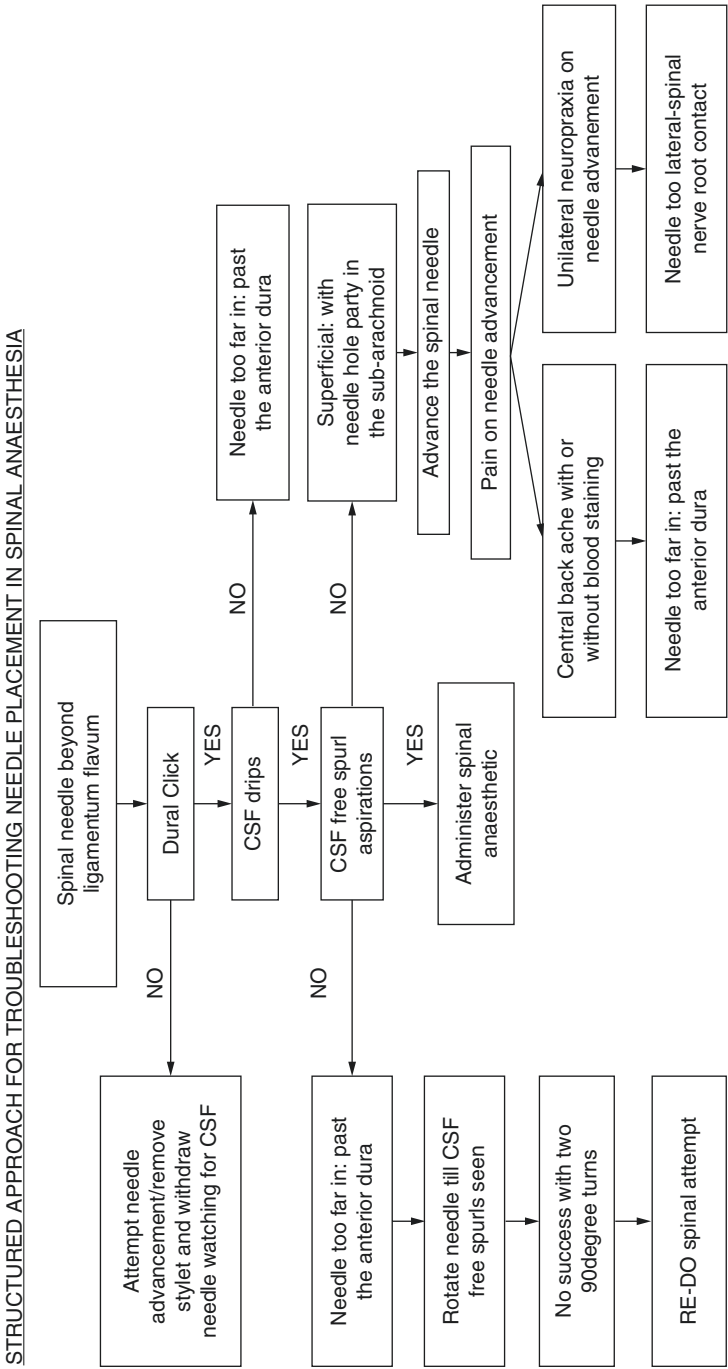 STRUCTURED APPROACH FOR TROUBLESHOOTING NEEDLE PLACEMENT IN SPINAL ANAESTHESIA
Spinal needle beyond
ligamentum flavum
Dural Click
NO
Attempt needle
advancement/remove
stylet and withdraw
needle watching for CSF
YES
CSF drips
NO
Needle too far in: past
the anterior dura
YES
CSF free spurl
aspirations
NO
Needle too far in: past
the anterior dura
Rotate needle till CSF
free spurls seen
No success with two
90degree turns
RE-DO spinal attempt
YES
Administer spinal
anaesthetic
NO
Superficial: with
needle hole party in
the sub-arachnoid
Advance the spinal needle
Pain on needle advancement
Central back ache with or
without blood staining
Needle too far in: past the
anterior dura
Unilateral neuropraxia on
needle advanement
Needle too lateral-spinal
nerve root contact